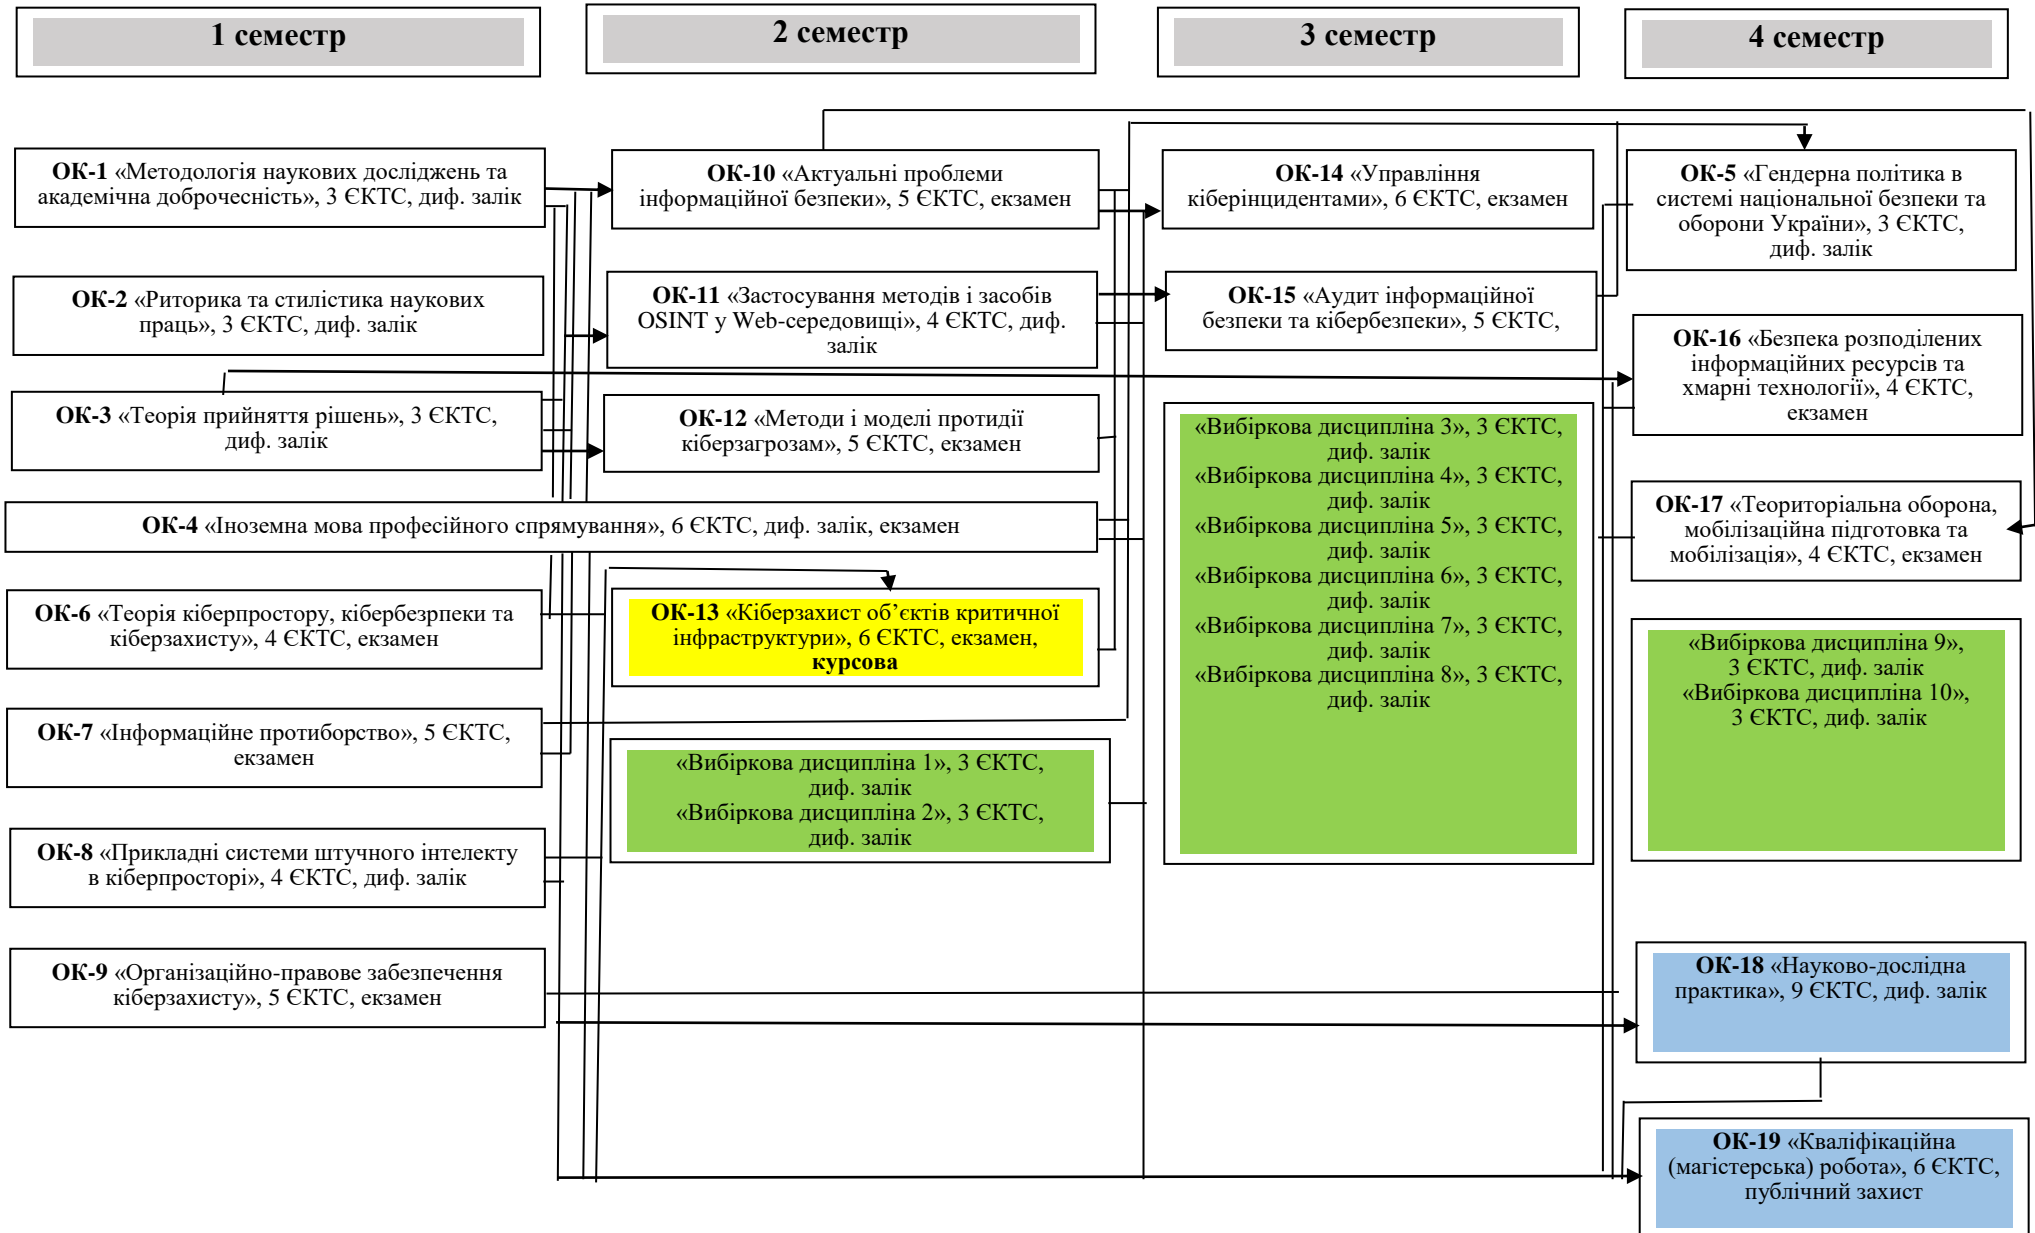 1 семестр
2 семестр
3 семестр
4 семестр
ОК-1 «Методологія наукових досліджень та
академічна доброчесність», 3 ЄКТС, диф. залік
ОК-2 «Риторика та стилістика наукових
праць», 3 ЄКТС, диф. залік
ОК-3 «Теорія прийняття рішень», 3 ЄКТС,
диф. залік
ОК-4 «Іноземна мова професійного спрямування», 6 ЄКТС, диф. залік, екзамен
ОК-6 «Теорія кіберпростору, кібербезрпеки та
кіберзахисту», 4 ЄКТС, екзамен
ОК-7 «Інформаційне протиборство», 5 ЄКТС,
екзамен
ОК-8 «Прикладні системи штучного інтелекту
в кіберпросторі», 4 ЄКТС, диф. залік
ОК-9 «Організаційно-правове забезпечення
кіберзахисту», 5 ЄКТС, екзамен
ОК-10 «Актуальні проблеми
інформаційної безпеки», 5 ЄКТС, екзамен
ОК-11 «Застосування методів і засобів
OSINT у Web-середовищі», 4 ЄКТС, диф.
залік
ОК-12 «Методи і моделі протидії
кіберзагрозам», 5 ЄКТС, екзамен
ОК-13 «Кіберзахист об’єктів критичної
інфраструктури», 6 ЄКТС, екзамен,
курсова
«Вибіркова дисципліна 1», 3 ЄКТС,
диф. залік
«Вибіркова дисципліна 2», 3 ЄКТС,
диф. залік
ОК-14 «Управління
кіберінцидентами», 6 ЄКТС, екзамен
ОК-15 «Аудит інформаційної
безпеки та кібербезпеки», 5 ЄКТС,
«Вибіркова дисципліна 3», 3 ЄКТС,
диф. залік
«Вибіркова дисципліна 4», 3 ЄКТС,
диф. залік
«Вибіркова дисципліна 5», 3 ЄКТС,
диф. залік
«Вибіркова дисципліна 6», 3 ЄКТС,
диф. залік
«Вибіркова дисципліна 7», 3 ЄКТС,
диф. залік
«Вибіркова дисципліна 8», 3 ЄКТС,
диф. залік
ОК-5 «Гендерна політика в
системі національної безпеки та
оборони України», 3 ЄКТС,
диф. залік
ОК-16 «Безпека розподілених
інформаційних ресурсів та
хмарні технології», 4 ЄКТС,
екзамен
ОК-17 «Теориторіальна оборона,
мобілізаційна підготовка та
мобілізація», 4 ЄКТС, екзамен
«Вибіркова дисципліна 9»,
3 ЄКТС, диф. залік
«Вибіркова дисципліна 10»,
3 ЄКТС, диф. залік
ОК-18 «Науково-дослідна
практика», 9 ЄКТС, диф. залік
ОК-19 «Кваліфікаційна
(магістерська) робота», 6 ЄКТС,
публічний захист